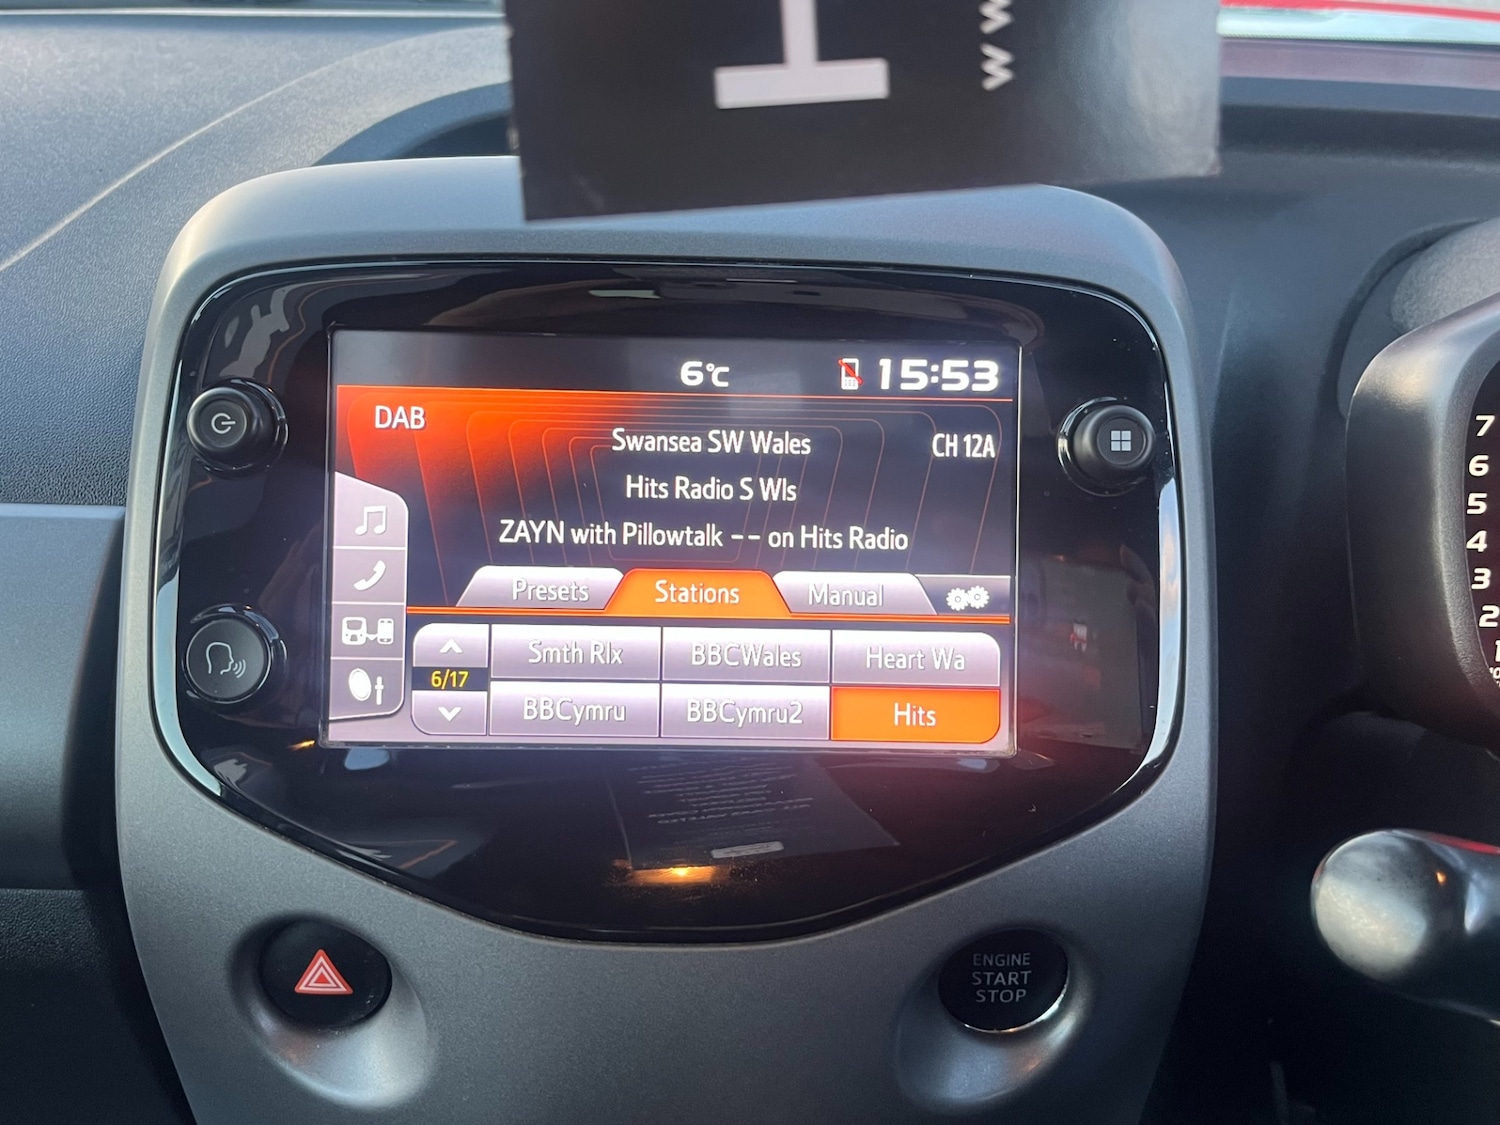 w w
6°C
15:53
DAB
Swansea SW Wales
CH 12A
Hits Radio S Wls
ZAYN with Pillowtalk -- on Hits Radio
Presets
Stations
Manual
6/17
Smth Rlx
BBCWales
Heart Wa
BBCymru
BBCymru2
Hits
ENGINE
START
STOP
7
6
5
4
3
2
1